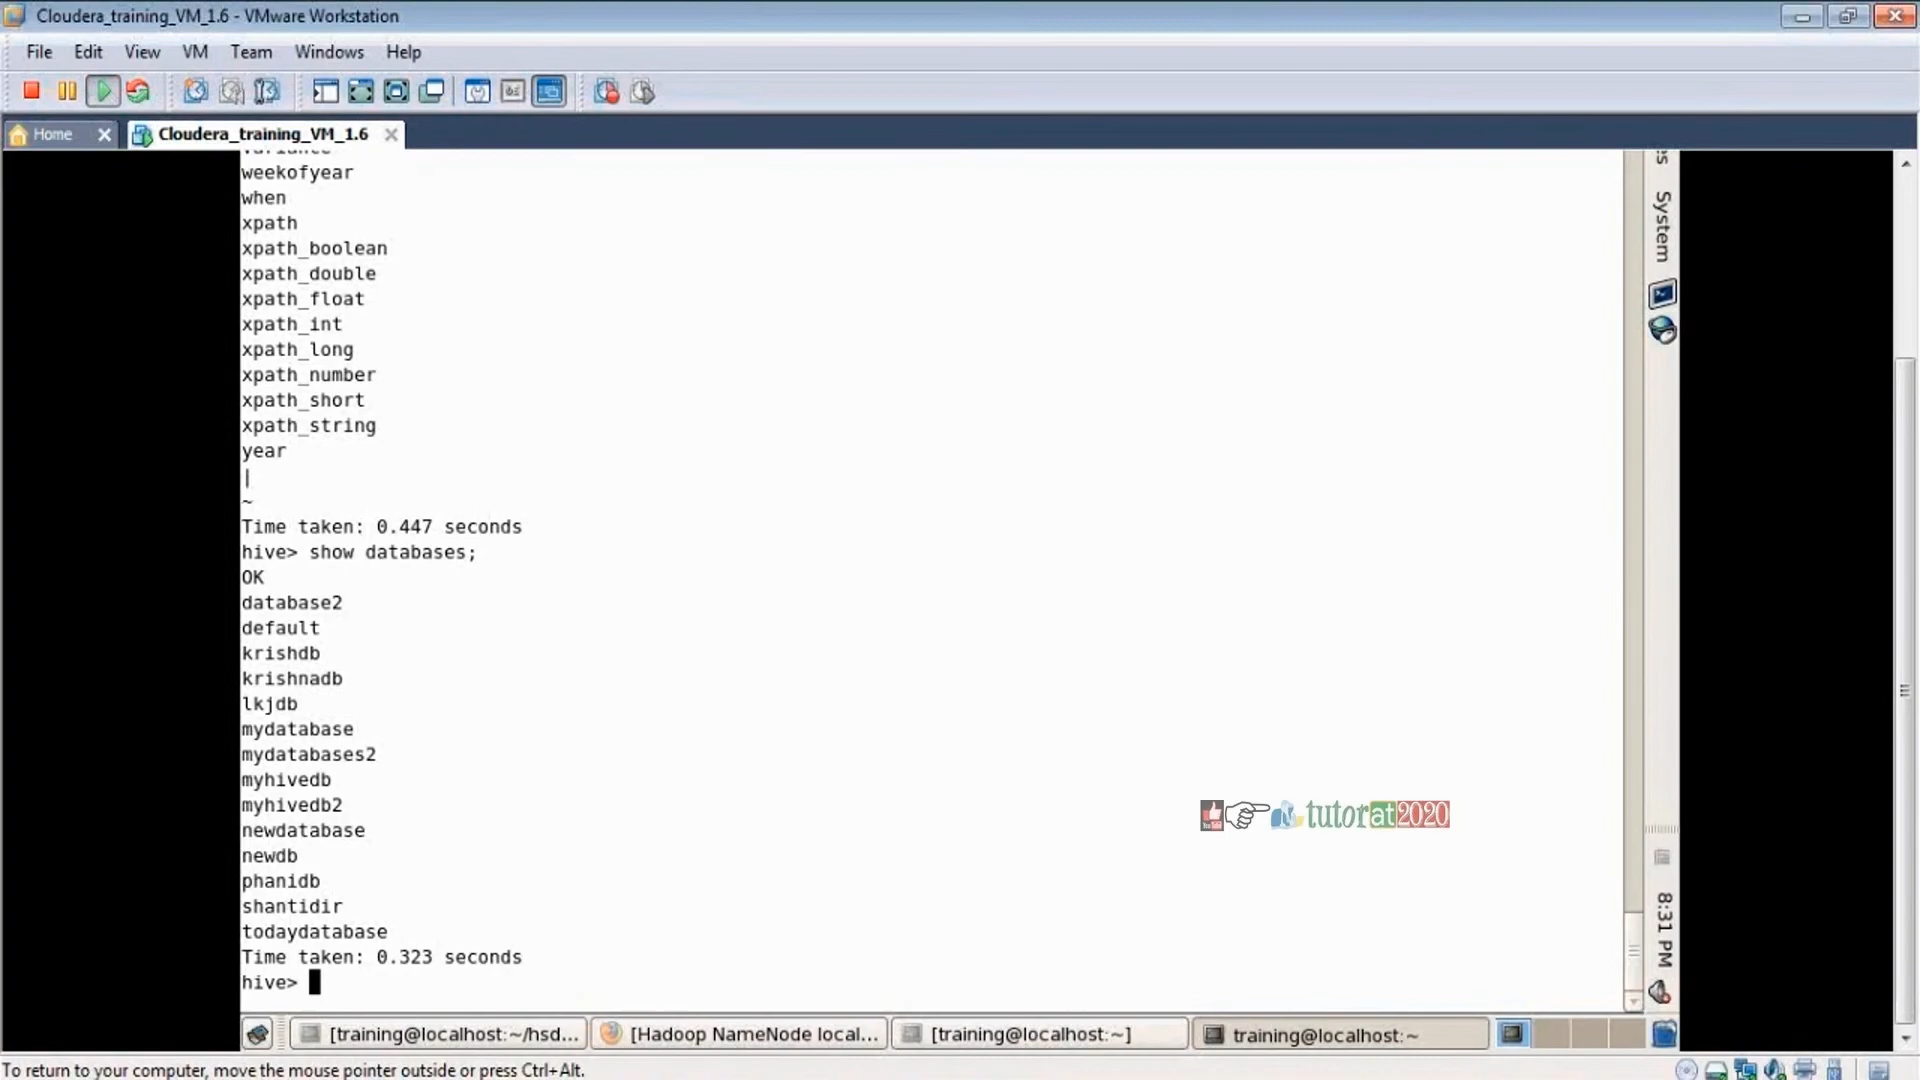 Cloudera_training_VM_1.6 - VMware Workstation
File Edit View VM Team Windows Help
Home
Cloudera_training_VM_1.6
weekofyear
when
xpath
xpath_boolean
xpath_double
xpath_float
xpath_int
xpath_long
xpath_number
xpath_short
xpath_string
year
|
~
Time taken: 0.447 seconds
hive> show databases;
OK
database2
default
krishdb
krishnadb
lkjdb
mydatabase
mydatabases2
myhivedb
myhivedb2
newdatabase
newdb
phanidb
shantidir
todaydatabase
Time taken: 0.323 seconds
hive>
System
8:31 PM
tutorat2020
[training@localhost:~/hsd...
[Hadoop NameNode local...
[training@localhost:~]
training@localhost:~
To return to your computer, move the mouse pointer outside or press Ctrl+Alt.